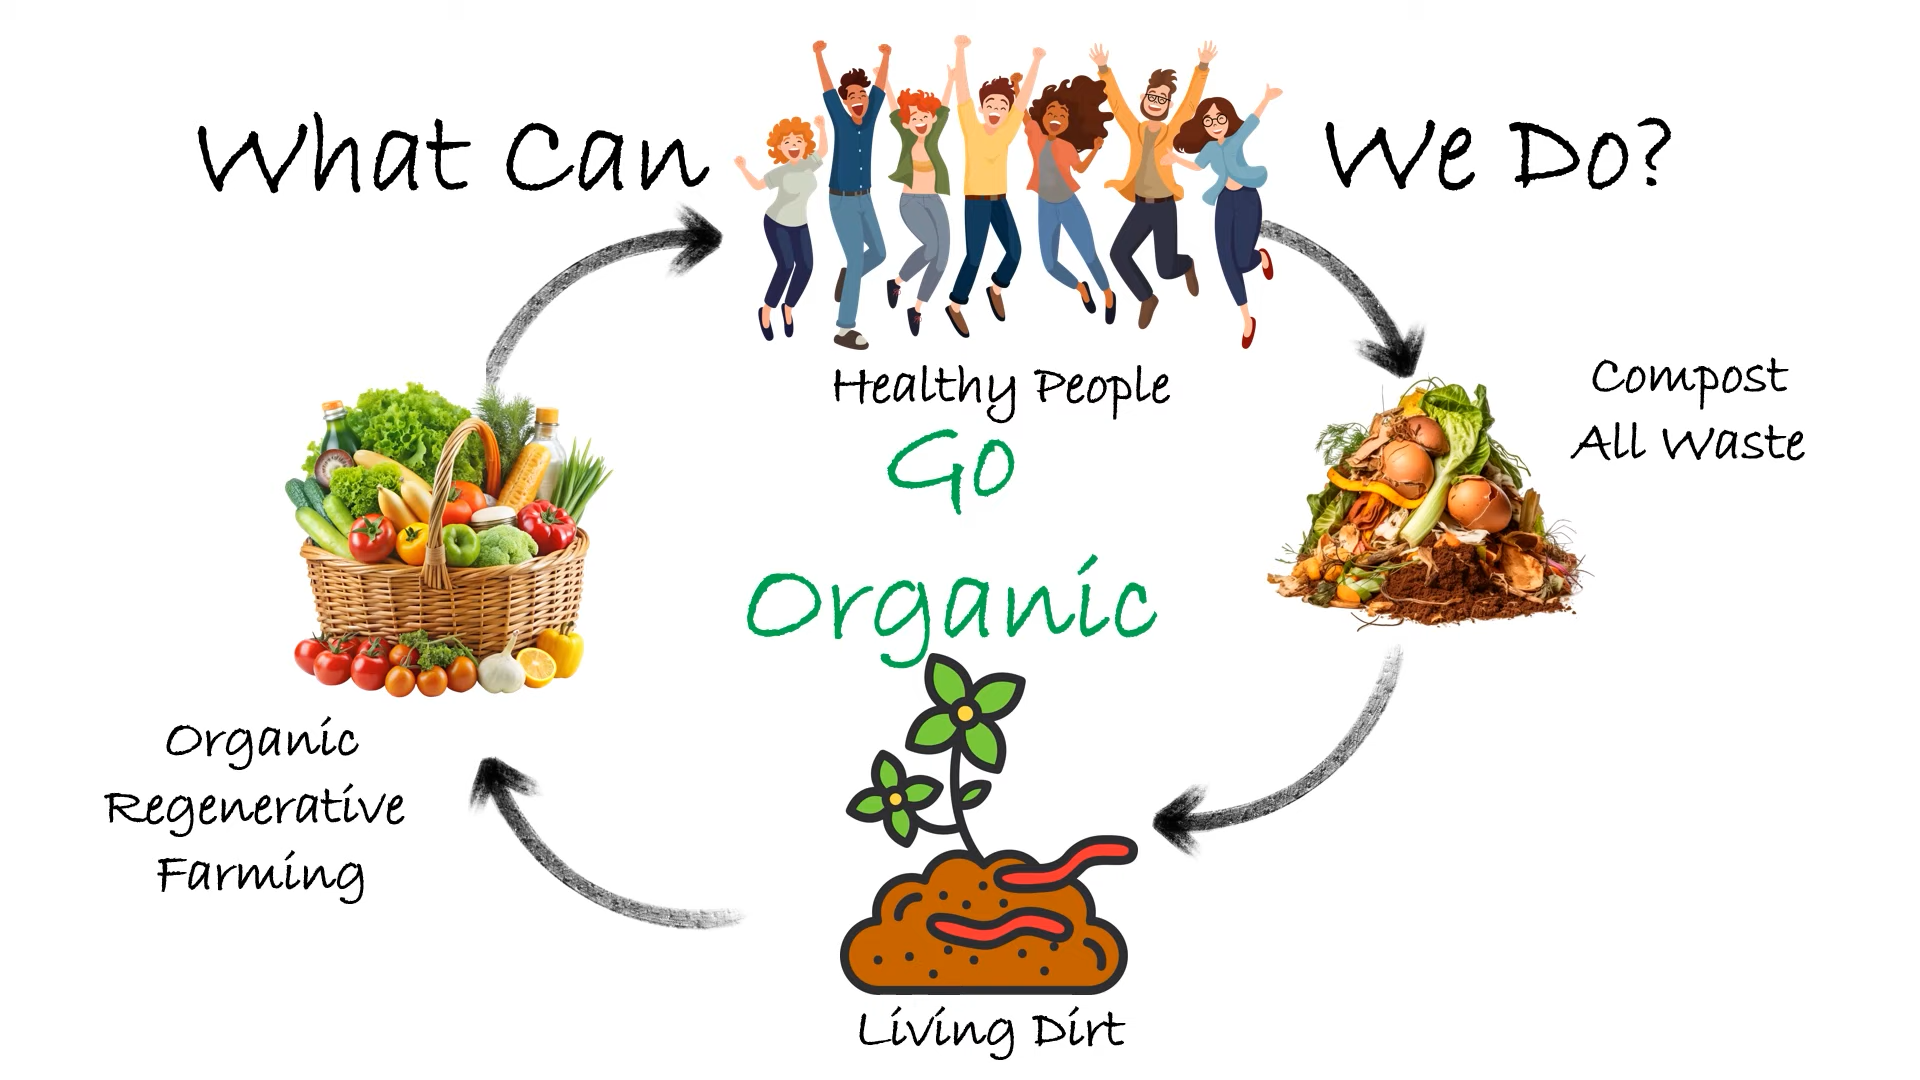 What Can We Do?
Healthy People
Compost
All Waste
Go
Organic
Organic
Regenerative
Farming
Living Dirt